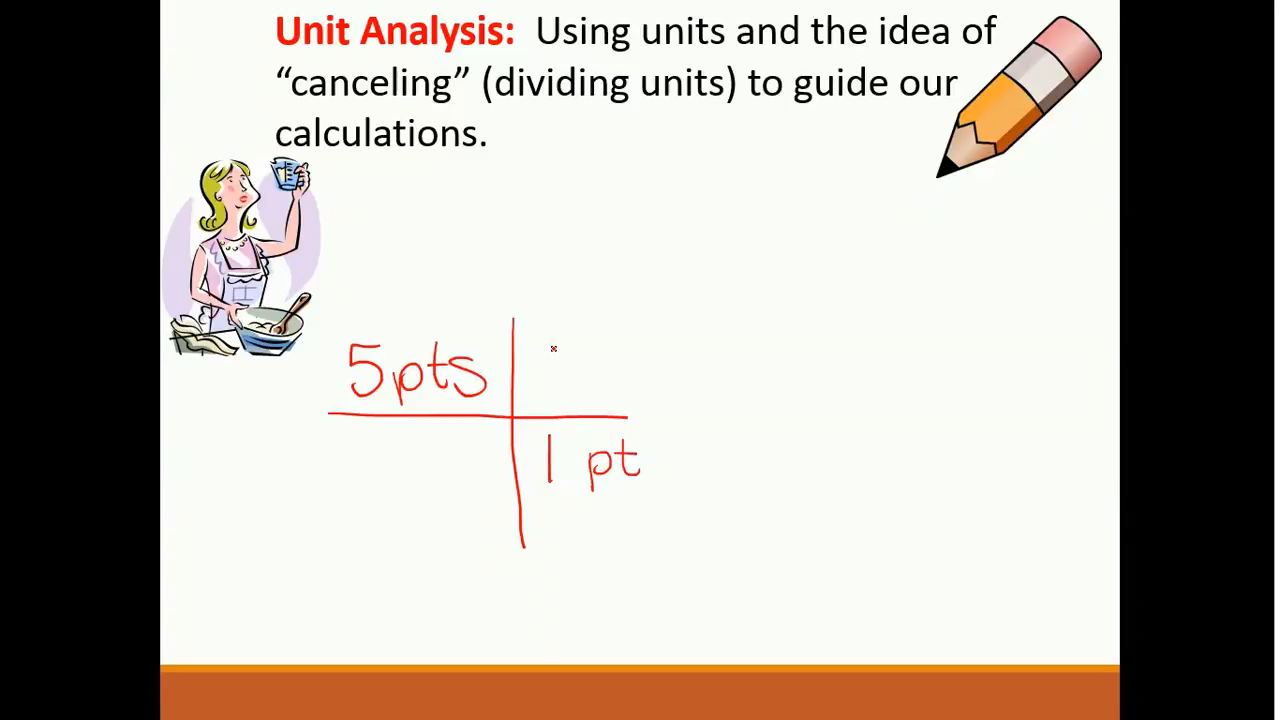 Unit Analysis: Using units and the idea of
“canceling” (dividing units) to guide our
calculations.
5pts
1 pt